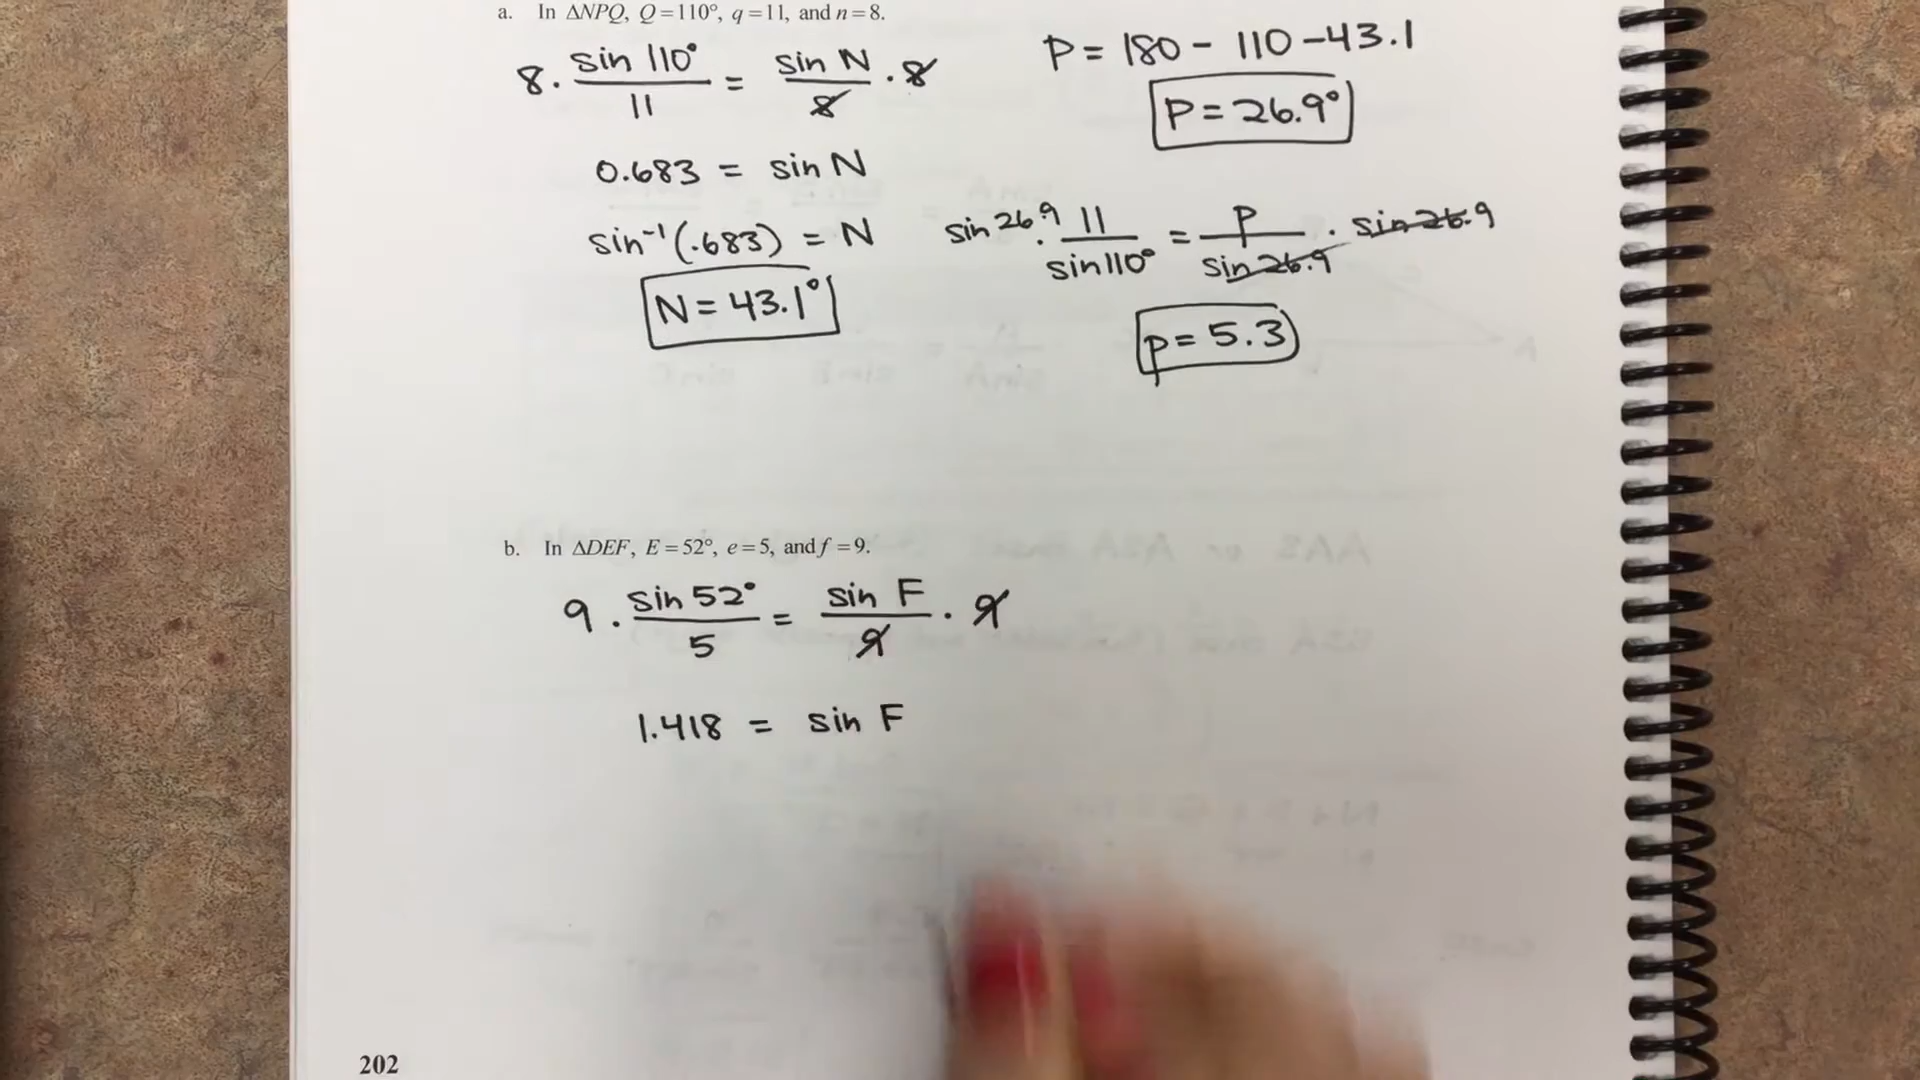 a. In ΔNPQ, Q=110°, q=11, and n=8.
8 · sin 110° / 11 = sin N / 8 · 8
0.683 = sin N
sin⁻¹(.683) = N
N = 43.1°
P = 180 - 110 - 43.1
P = 26.9°
sin 26.9 · 11 / sin 110° = P / sin 26.9 · sin 26.9
p = 5.3
b. In ΔDEF, E=52°, e=5, and f=9.
9 · sin 52° / 5 = sin F / 9 · 9
1.418 = sin F
202